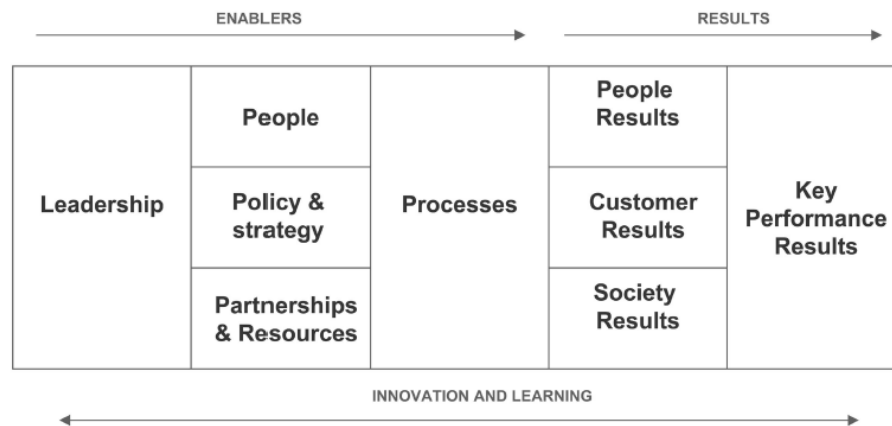 ENABLERS
RESULTS
Leadership
People
Policy &
strategy
Partnerships
& Resources
Processes
People
Results
Customer
Results
Society
Results
Key
Performance
Results
INNOVATION AND LEARNING